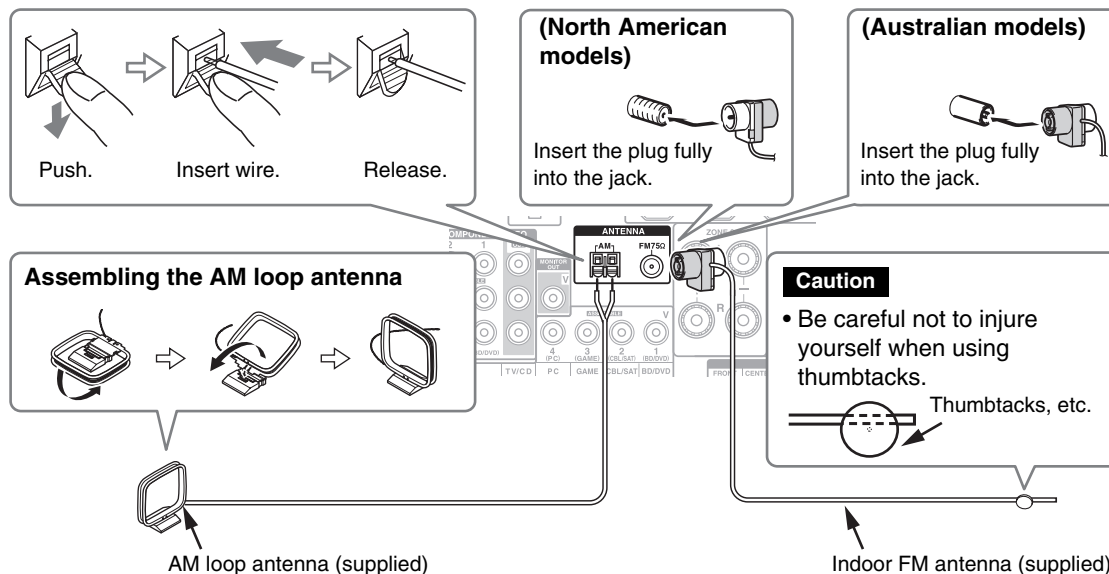 Push.
Insert wire.
Release.
(North American
models)
Insert the plug fully
into the jack.
(Australian models)
Insert the plug fully
into the jack.
Assembling the AM loop antenna
ANTENNA
AM
FM75Ω
MONITOR
OUT
V
2 1
ZONE
R
V
4
(PC)
3
(GAME)
2
(CBL/SAT)
1
(BD/DVD)
TV/CD
PC
GAME
CBL/SAT
BD/DVD
Caution
• Be careful not to injure
yourself when using
thumbtacks.
Thumbtacks, etc.
AM loop antenna (supplied)
Indoor FM antenna (supplied)